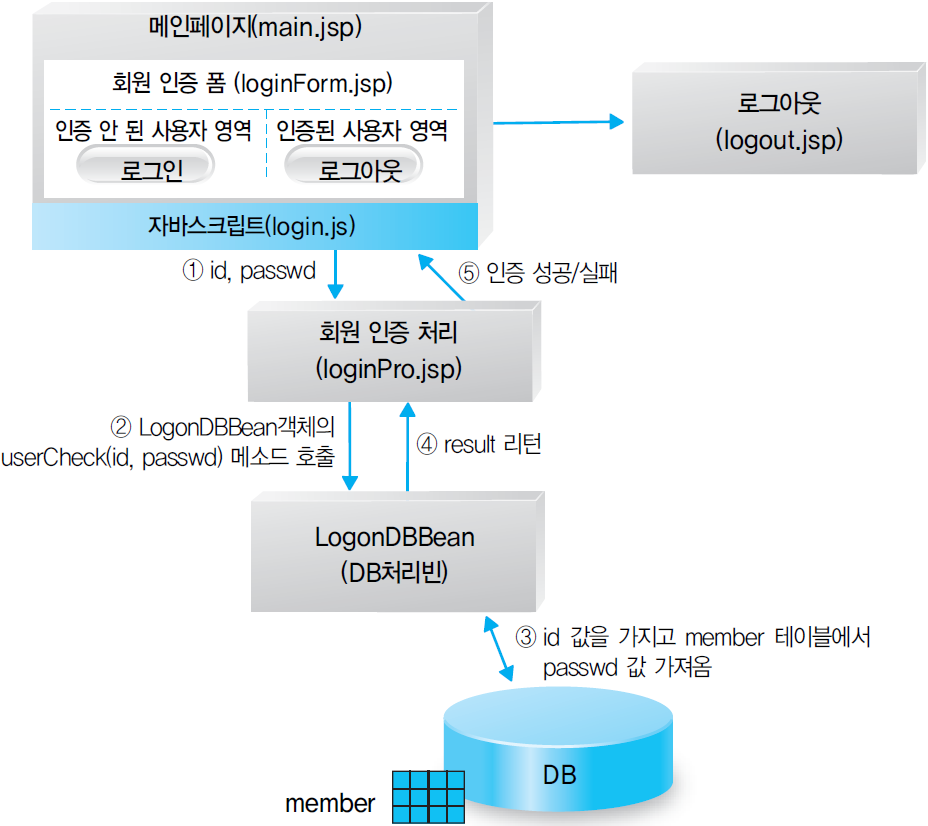 메인페이지(main.jsp)
회원 인증 폼 (loginForm.jsp)
인증 안 된 사용자 영역
인증된 사용자 영역
로그인
로그아웃
자바스크립트(login.js)
로그아웃
(logout.jsp)
① id, passwd
⑤ 인증 성공/실패
회원 인증 처리
(loginPro.jsp)
② LogonDBBean객체의
userCheck(id, passwd) 메소드 호출
④ result 리턴
LogonDBBean
(DB처리빈)
③ id 값을 가지고 member 테이블에서
passwd 값 가져옴
DB
member